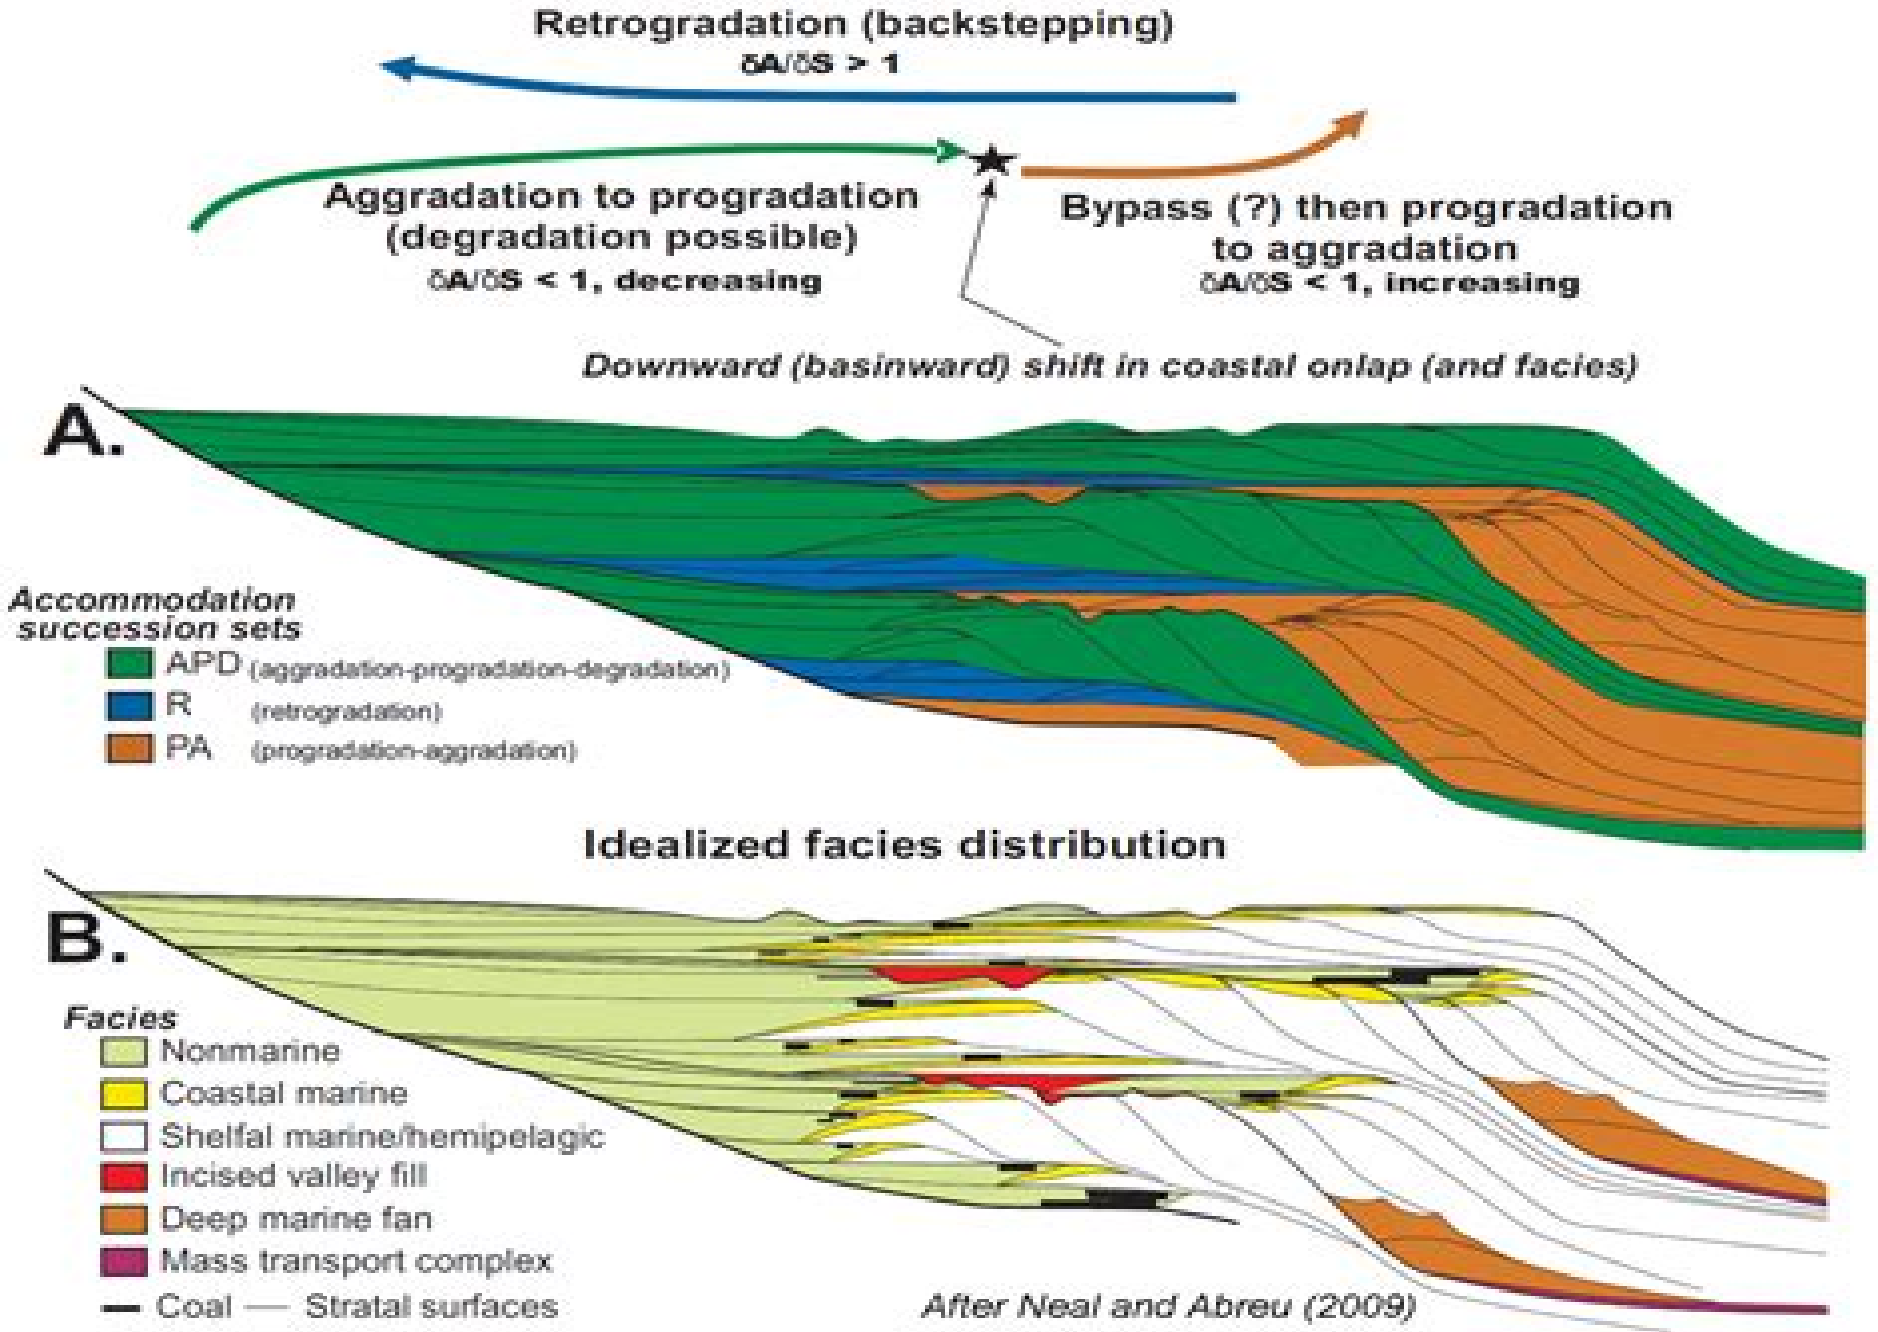 Retrogradation (backstepping)
δA/δS > 1
Aggradation to progradation
(degradation possible)
δA/δS < 1, decreasing
Bypass (?) then progradation
to aggradation
δA/δS < 1, increasing
Downward (basinward) shift in coastal onlap (and facies)
A.
Accommodation
succession sets
APD (aggradation-progradation-degradation)
R (retrogradation)
PA (progradation-aggradation)
Idealized facies distribution
B.
Facies
Nonmarine
Coastal marine
Shelfal marine/hemipelagic
Incised valley fill
Deep marine fan
Mass transport complex
Coal
Stratal surfaces
After Neal and Abreu (2009)